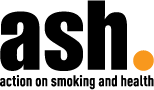 ash.
action on smoking and health